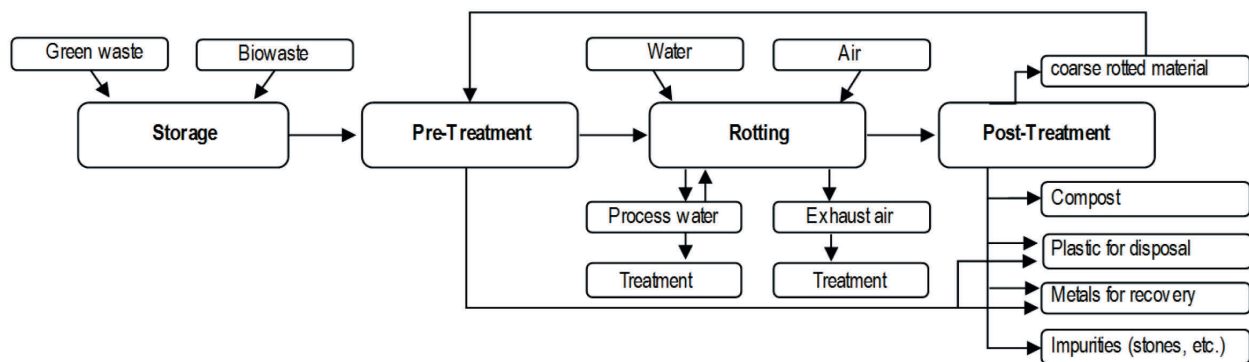 Green waste
Biowaste
Water
Air
coarse rotted material
Storage
Pre-Treatment
Rotting
Post-Treatment
Process water
Exhaust air
Compost
Plastic for disposal
Treatment
Treatment
Metals for recovery
Impurities (stones, etc.)